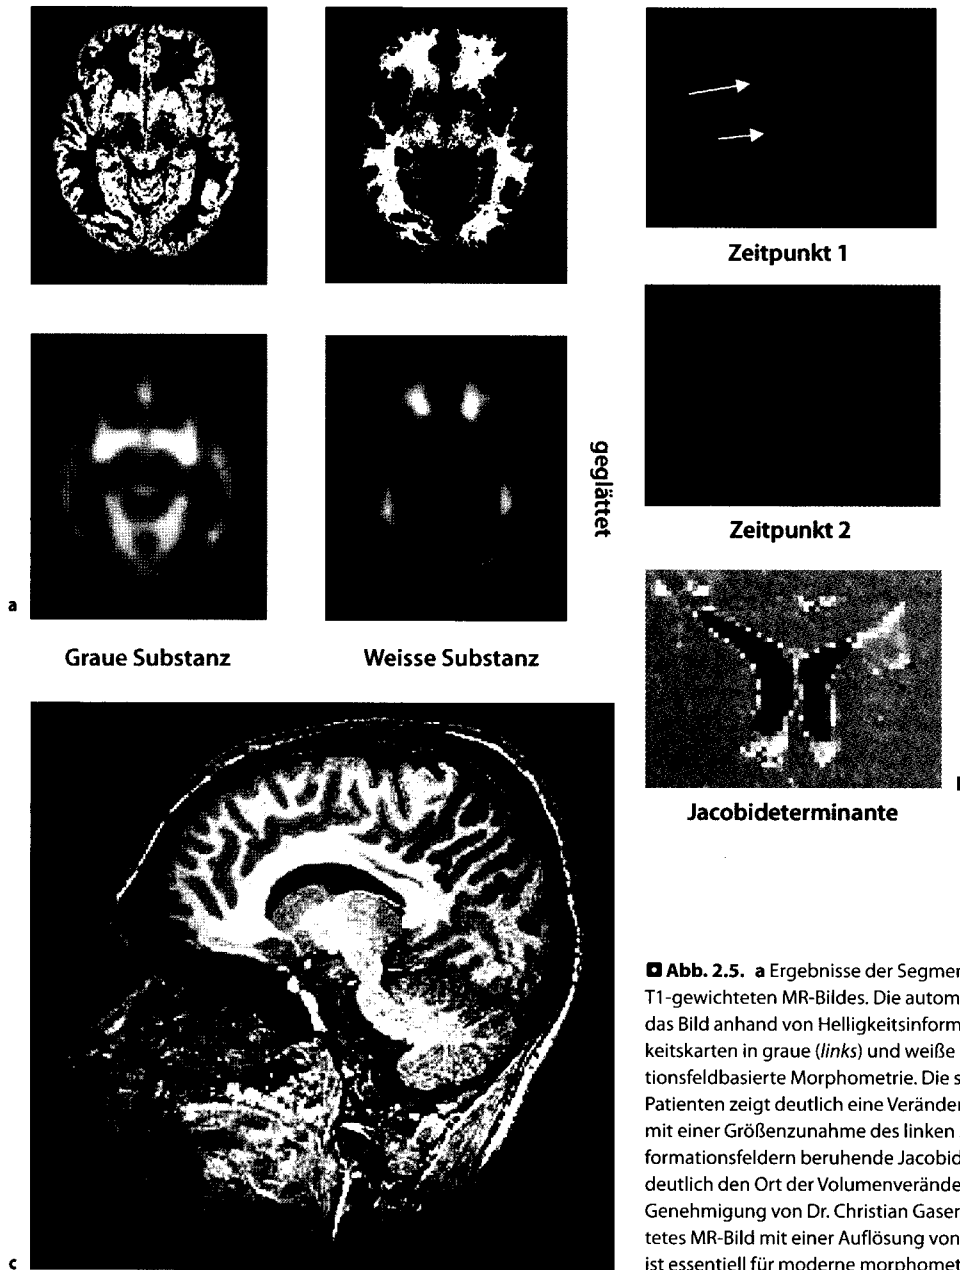 Zeitpunkt 1
geglättet
Zeitpunkt 2
a
Graue Substanz
Weisse Substanz
Jacobideterminante
Abb. 2.5. a Ergebnisse der Segmen
T1-gewichteten MR-Bildes. Die autom
das Bild anhand von Helligkeitsinform
keitskarten in graue (links) und weiße
tionsfeldbasierte Morphometrie. Die s
Patienten zeigt deutlich eine Veränder
mit einer Größenzunahme des linken
formationsfeldern beruhende Jacobid
deutlich den Ort der Volumenverände
Genehmigung von Dr. Christian Gaser
tetes MR-Bild mit einer Auflösung von
ist essentiell für moderne morphomet
c